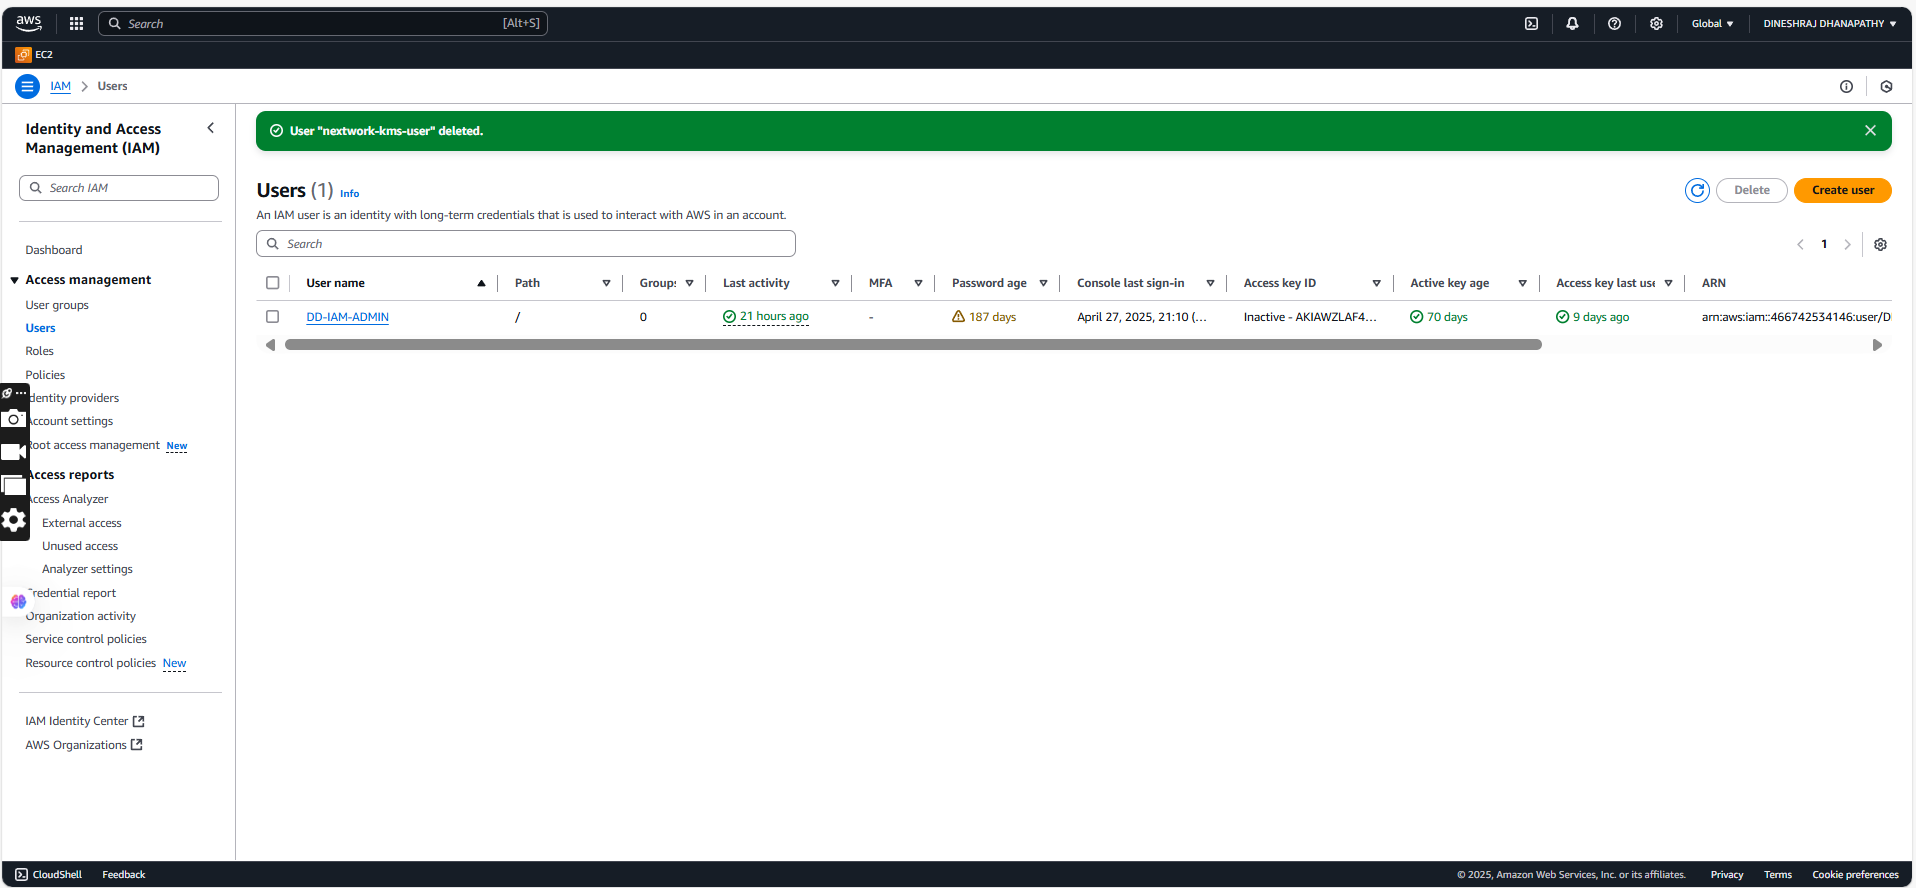 aws
Search [Alt+S]
Global
DINESHRAJ DHANAPATHY
EC2
IAM > Users
Identity and Access Management (IAM)
Search IAM
Dashboard
Access management
User groups
Users
Roles
Policies
dentity providers
Account settings
Root access management New
Access reports
Access Analyzer
External access
Unused access
Analyzer settings
Credential report
Organization activity
Service control policies
Resource control policies New
IAM Identity Center
AWS Organizations
User "nextwork-kms-user" deleted.
Users (1) Info
Delete
Create user
An IAM user is an identity with long-term credentials that is used to interact with AWS in an account.
Search
1
User name Path Groups Last activity MFA Password age Console last sign-in Access key ID Active key age Access key last use ARN
DD-IAM-ADMIN / 0 21 hours ago - 187 days April 27, 2025, 21:10 (... Inactive - AKIAWZLAF4... 70 days 9 days ago arn:aws:iam::466742534146:user/D
CloudShell Feedback © 2025, Amazon Web Services, Inc. or its affiliates. Privacy Terms Cookie preferences